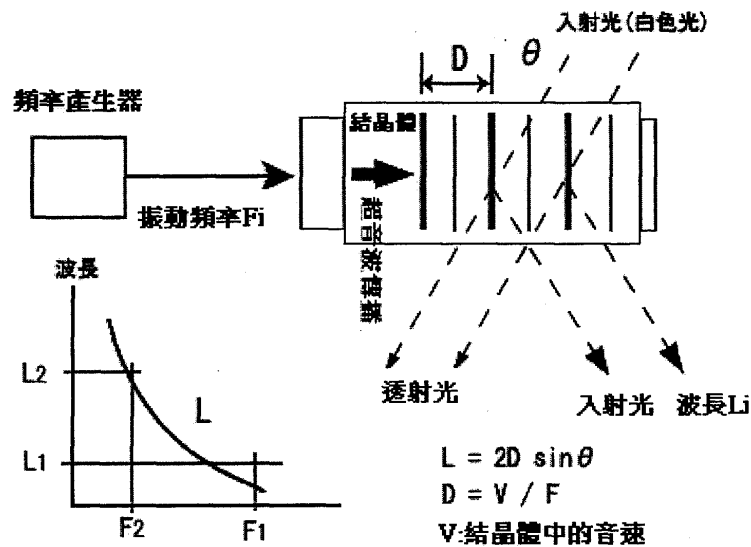 入射光(白色光)
D
θ
頻率產生器
結晶體
振動頻率Fi
超音波傳播
波長
L2
L
L1
F2
F1
透射光
入射光 波長Li
L = 2D sinθ
D = V / F
V:結晶體中的音速